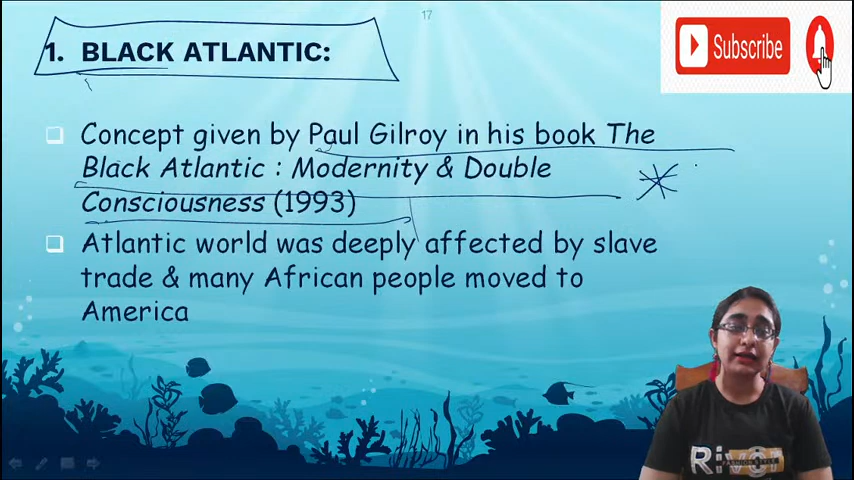 17
1. BLACK ATLANTIC:
Subscribe
Concept given by Paul Gilroy in his book The
Black Atlantic : Modernity & Double
Consciousness (1993)
Atlantic world was deeply affected by slave
trade & many African people moved to
America
River